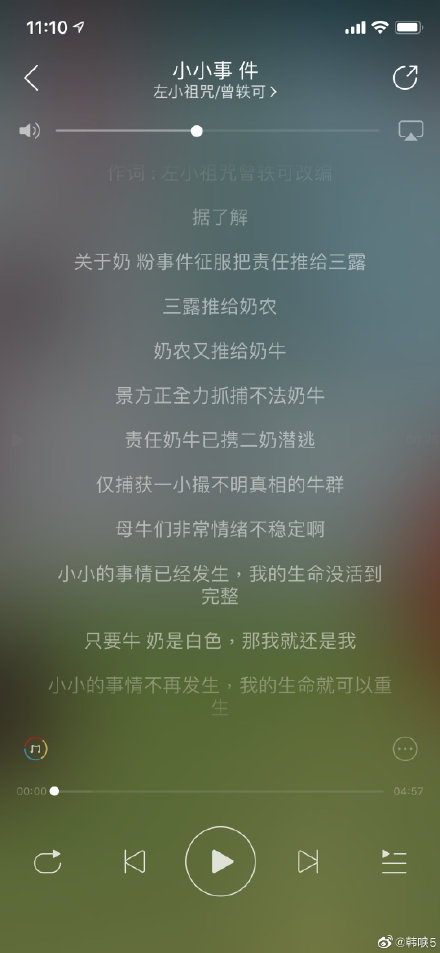 11:10
小小事 件
左小祖咒/曾轶可
作词 : 左小祖咒曾轶可改编
据了解
关于奶 粉事件征服把责任推给三露
三露推给奶农
奶农又推给奶牛
景方正全力抓捕不法奶牛
责任奶牛已携二奶潜逃
仅捕获一小撮不明真相的牛群
母牛们非常情绪不稳定啊
小小的事情已经发生，我的生命没活到
完整
只要牛 奶是白色，那我就还是我
小小的事情不再发生，我的生命就可以重
生
00:00
04:57
@韩唊5